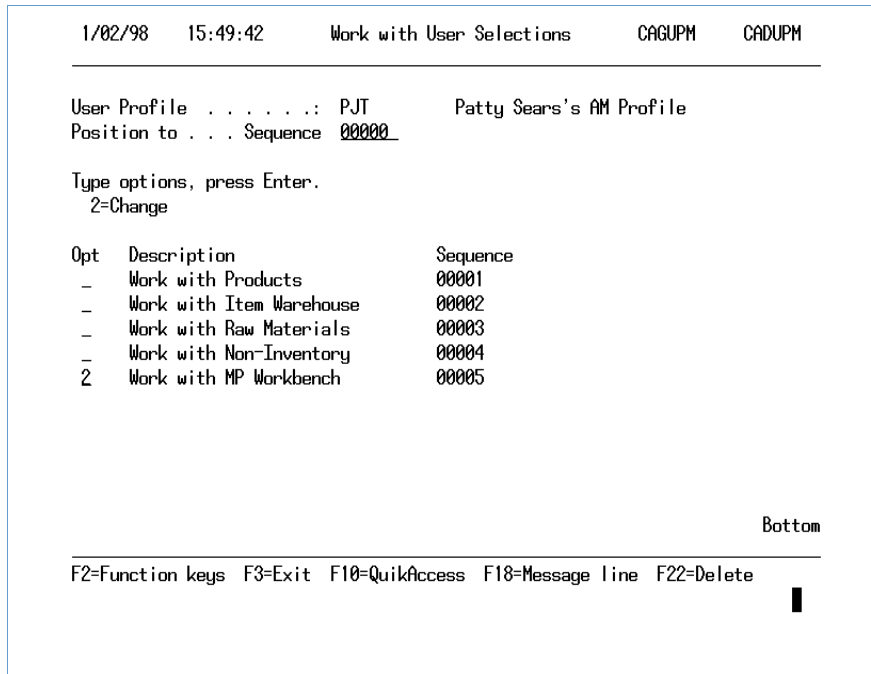 1/02/98 15:49:42 Work with User Selections CAGUPM CADUPM
User Profile . . . . . .: PJT Patty Sears's AM Profile
Position to . . . Sequence 00000
Type options, press Enter.
2=Change
Opt Description Sequence
_ Work with Products 00001
_ Work with Item Warehouse 00002
_ Work with Raw Materials 00003
_ Work with Non-Inventory 00004
2 Work with MP Workbench 00005
Bottom
F2=Function keys F3=Exit F10=QuikAccess F18=Message line F22=Delete